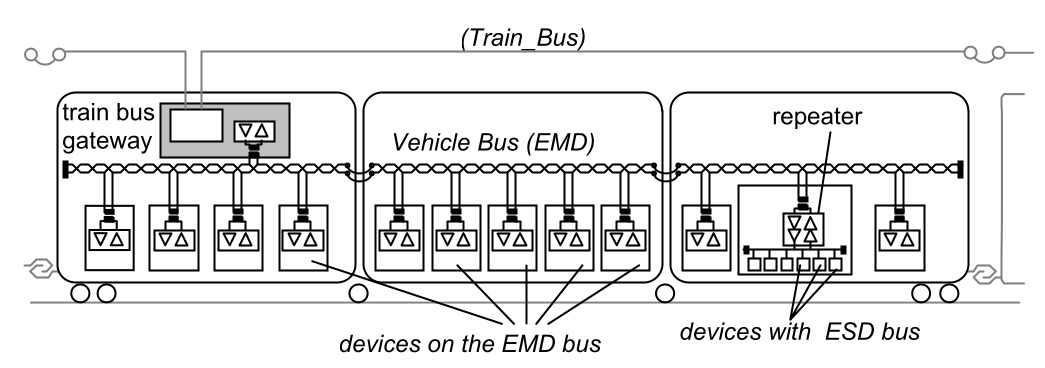 (Train_Bus)
train bus
gateway
Vehicle Bus (EMD)
repeater
devices on the EMD bus
devices with ESD bus